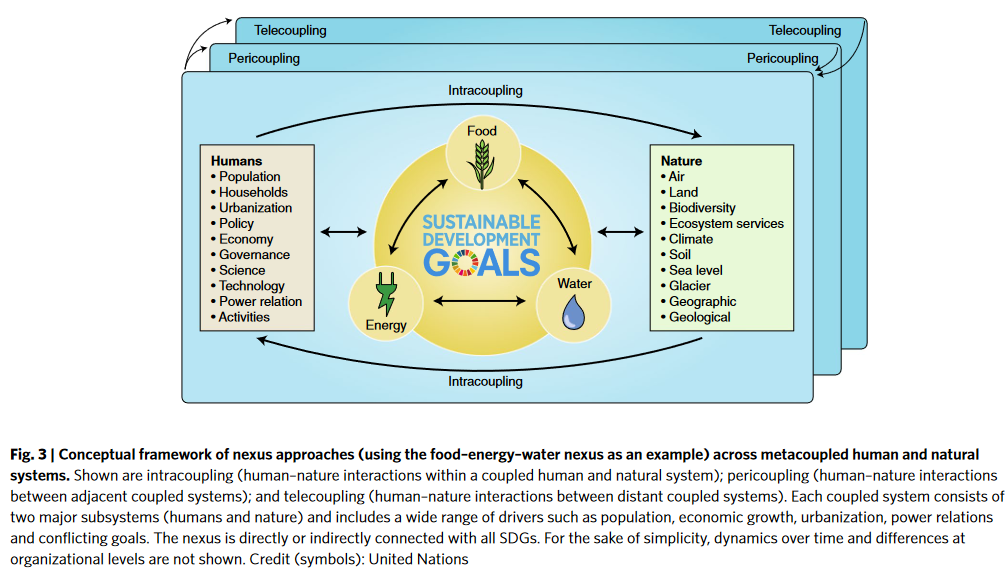 Telecoupling
Telecoupling
Pericoupling
Pericoupling
Intracoupling
Food
Humans
• Population
• Households
• Urbanization
• Policy
• Economy
• Governance
• Science
• Technology
• Power relation
• Activities
SUSTAINABLE
DEVELOPMENT
GOALS
Nature
• Air
• Land
• Biodiversity
• Ecosystem services
• Climate
• Soil
• Sea level
• Glacier
• Geographic
• Geological
Energy
Water
Intracoupling
Fig. 3 | Conceptual framework of nexus approaches (using the food–energy–water nexus as an example) across metacoupled human and natural
systems. Shown are intracoupling (human–nature interactions within a coupled human and natural system); pericoupling (human–nature interactions
between adjacent coupled systems); and telecoupling (human–nature interactions between distant coupled systems). Each coupled system consists of
two major subsystems (humans and nature) and includes a wide range of drivers such as population, economic growth, urbanization, power relations
and conflicting goals. The nexus is directly or indirectly connected with all SDGs. For the sake of simplicity, dynamics over time and differences at
organizational levels are not shown. Credit (symbols): United Nations